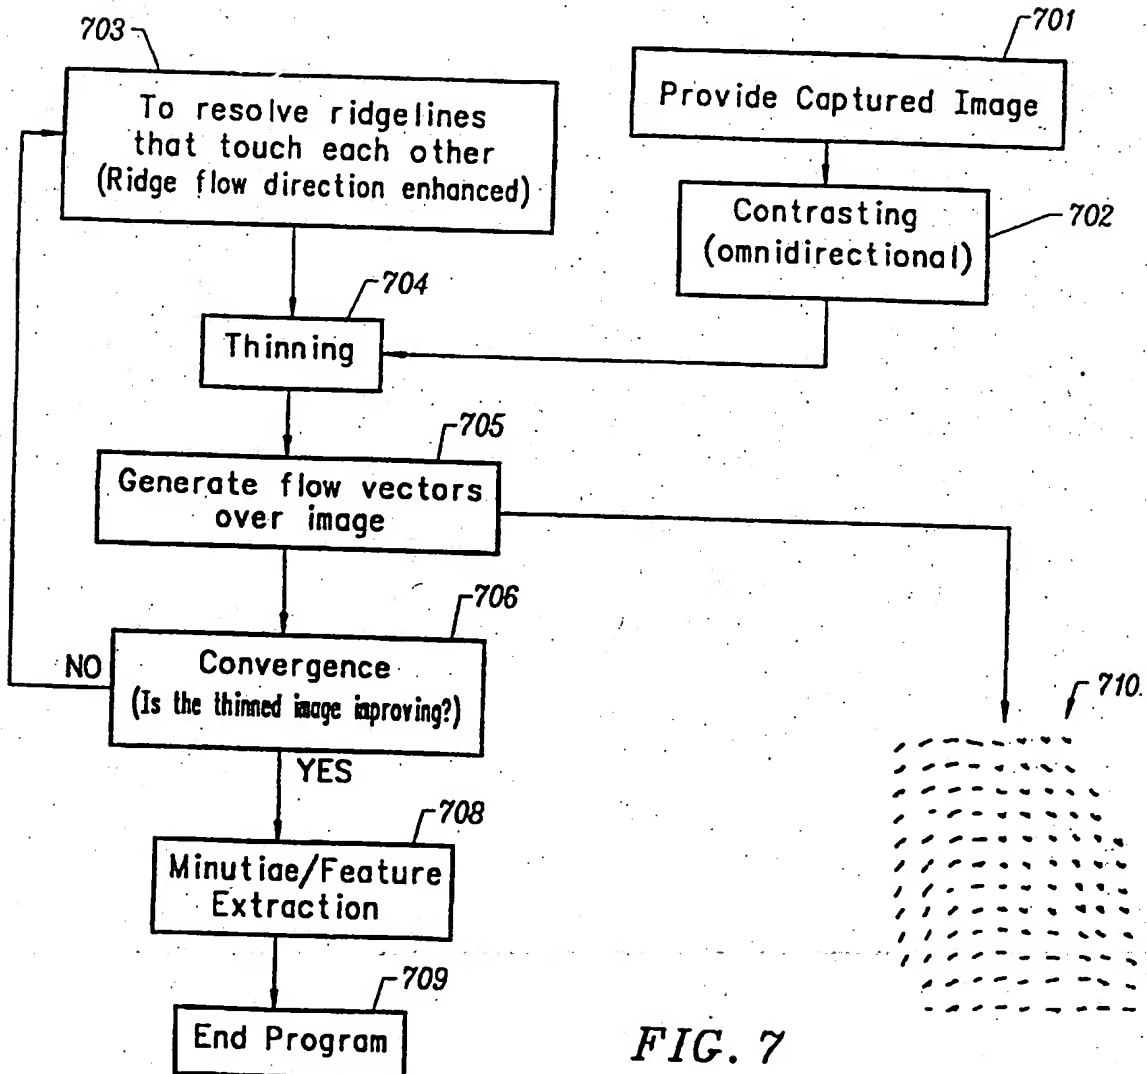 703
To resolve ridgelines
that touch each other
(Ridge flow direction enhanced)
701
Provide Captured Image
Contrasting
(omnidirectional)
702
704
Thinning
705
Generate flow vectors
over image
706
Convergence
(Is the thinned image inproving?)
NO
YES
710
708
Minutiae/Feature
Extraction
709
End Program
FIG. 7